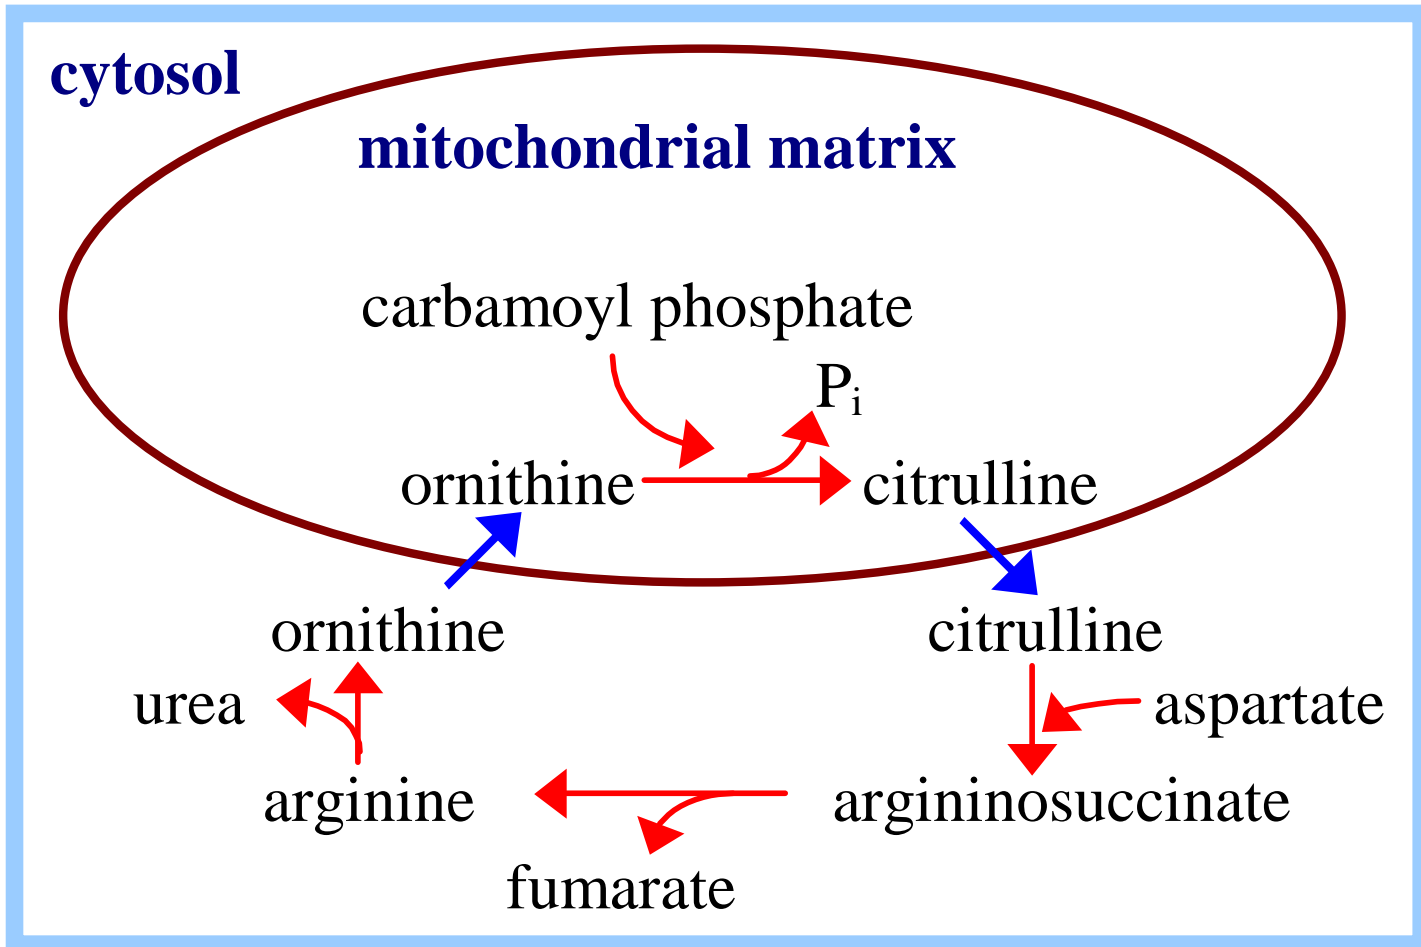 cytosol
mitochondrial matrix
carbamoyl phosphate
Pi
ornithine citrulline
ornithine citrulline
urea aspartate
arginine argininosuccinate
fumarate